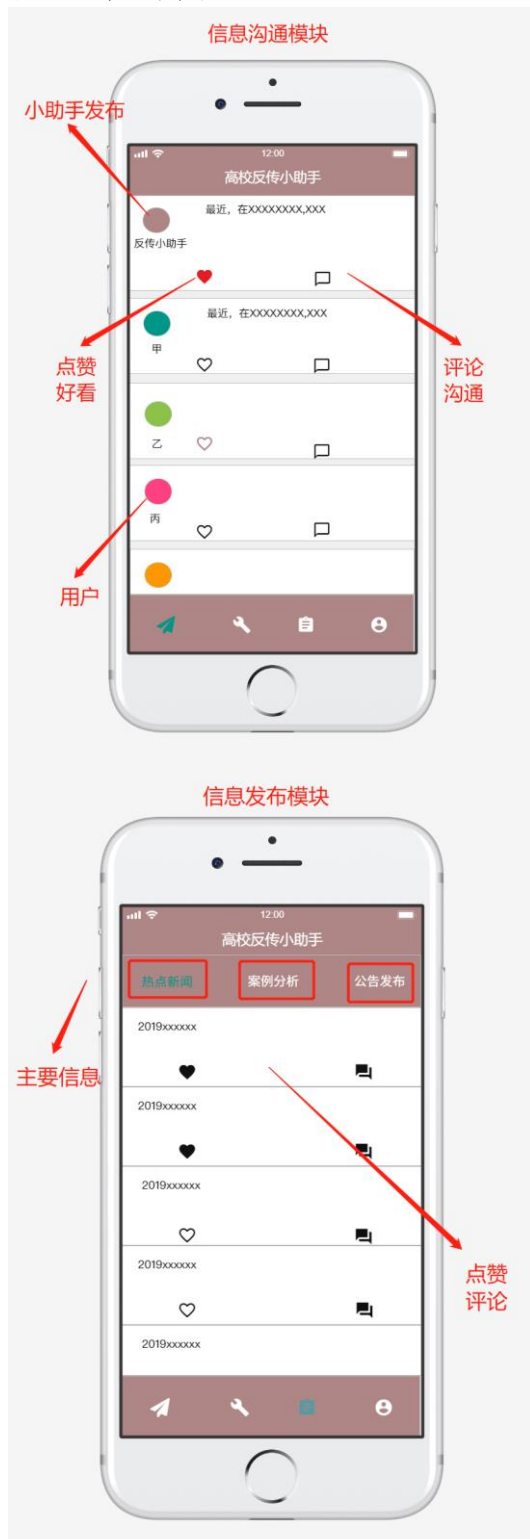 信息沟通模块
小助手发布
12:00
高校反传小助手
最近，在XXXXXXXX,XXX
反传小助手
最近，在XXXXXXXX,XXX
甲
点赞
好看
评论
沟通
乙
丙
用户
信息发布模块
12:00
高校反传小助手
热点新闻 案例分析 公告发布
2019xxxxxx
主要信息
2019xxxxxx
2019xxxxxx
2019xxxxxx
点赞
评论
2019xxxxxx